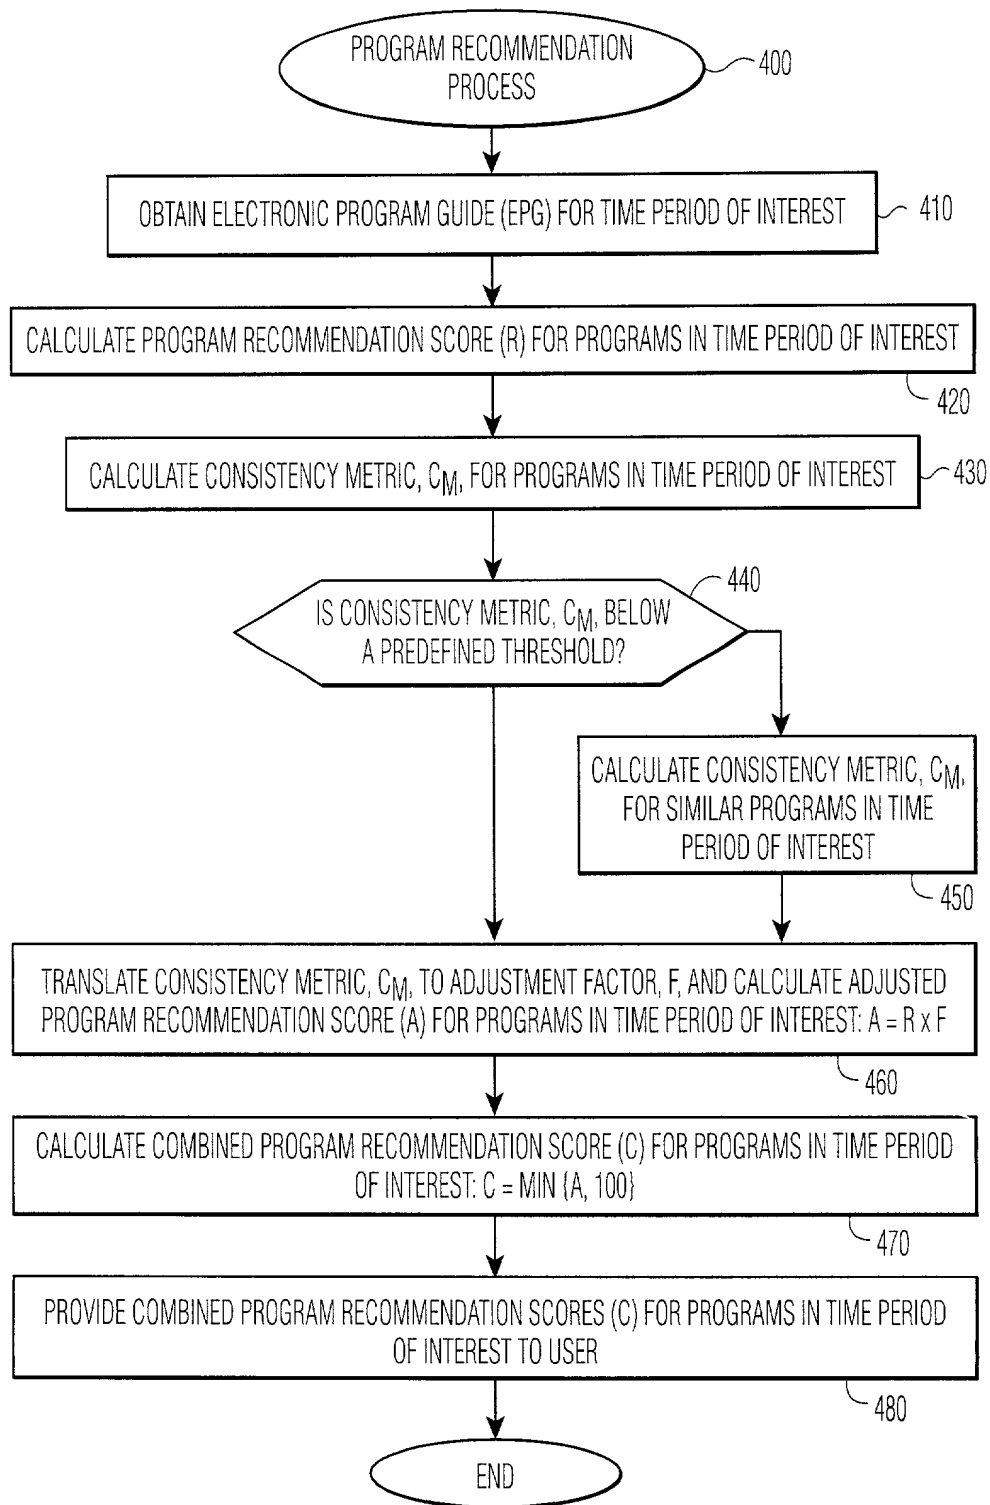 PROGRAM RECOMMENDATION
PROCESS
400
OBTAIN ELECTRONIC PROGRAM GUIDE (EPG) FOR TIME PERIOD OF INTEREST
410
CALCULATE PROGRAM RECOMMENDATION SCORE (R) FOR PROGRAMS IN TIME PERIOD OF INTEREST
420
CALCULATE CONSISTENCY METRIC, CM, FOR PROGRAMS IN TIME PERIOD OF INTEREST
430
440
IS CONSISTENCY METRIC, CM, BELOW
A PREDEFINED THRESHOLD?
CALCULATE CONSISTENCY METRIC, CM,
FOR SIMILAR PROGRAMS IN TIME
PERIOD OF INTEREST
450
TRANSLATE CONSISTENCY METRIC, CM, TO ADJUSTMENT FACTOR, F, AND CALCULATE ADJUSTED
PROGRAM RECOMMENDATION SCORE (A) FOR PROGRAMS IN TIME PERIOD OF INTEREST: A = R x F
460
CALCULATE COMBINED PROGRAM RECOMMENDATION SCORE (C) FOR PROGRAMS IN TIME PERIOD
OF INTEREST: C = MIN {A, 100}
470
PROVIDE COMBINED PROGRAM RECOMMENDATION SCORES (C) FOR PROGRAMS IN TIME PERIOD
OF INTEREST TO USER
480
END